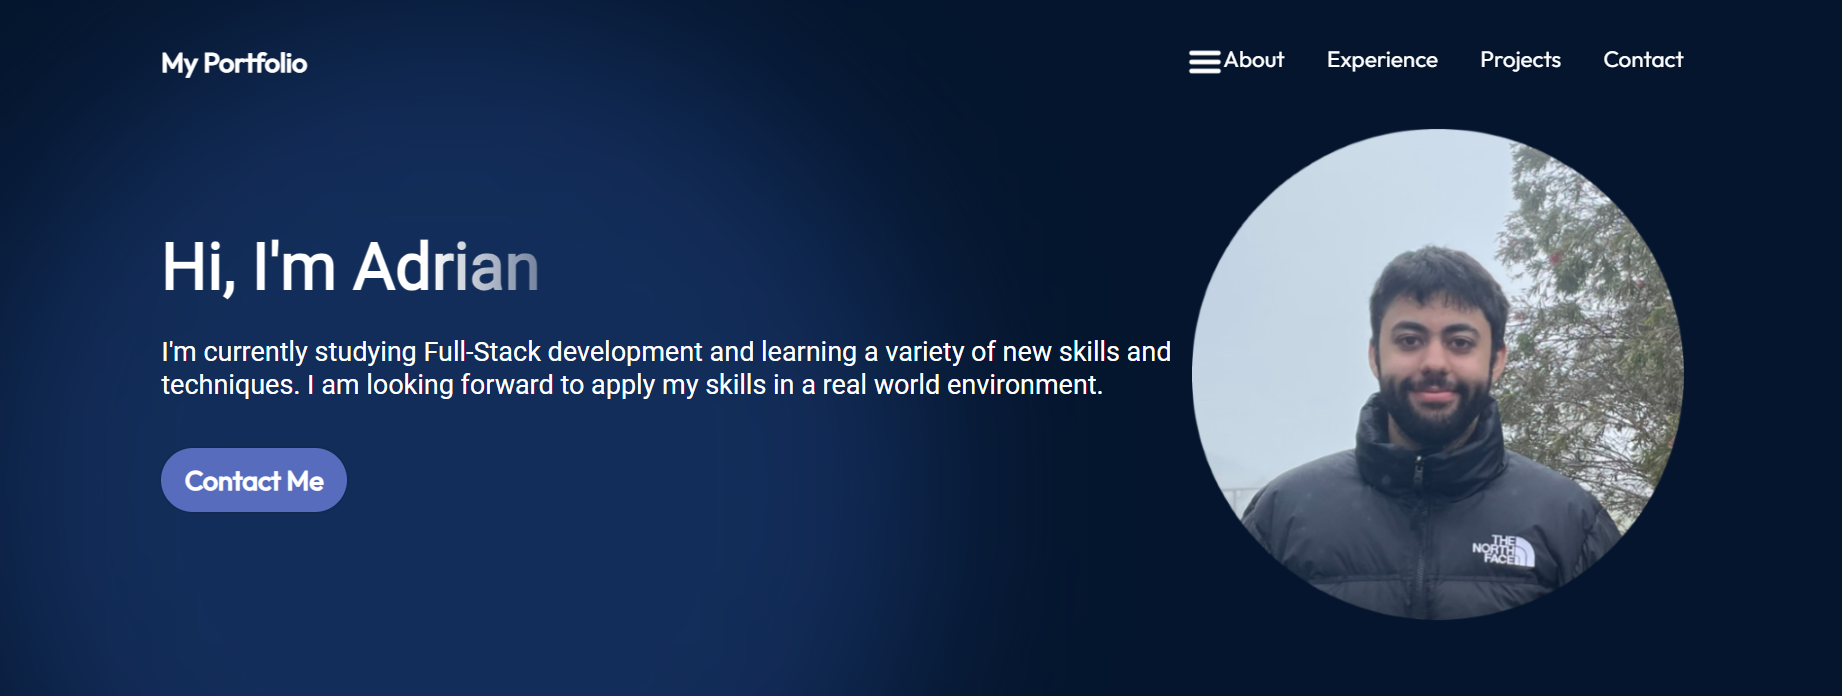 My Portfolio
About Experience Projects Contact
Hi, I'm Adrian
I'm currently studying Full-Stack development and learning a variety of new skills and
techniques. I am looking forward to apply my skills in a real world environment.
Contact Me
THE
NORTH
FACE